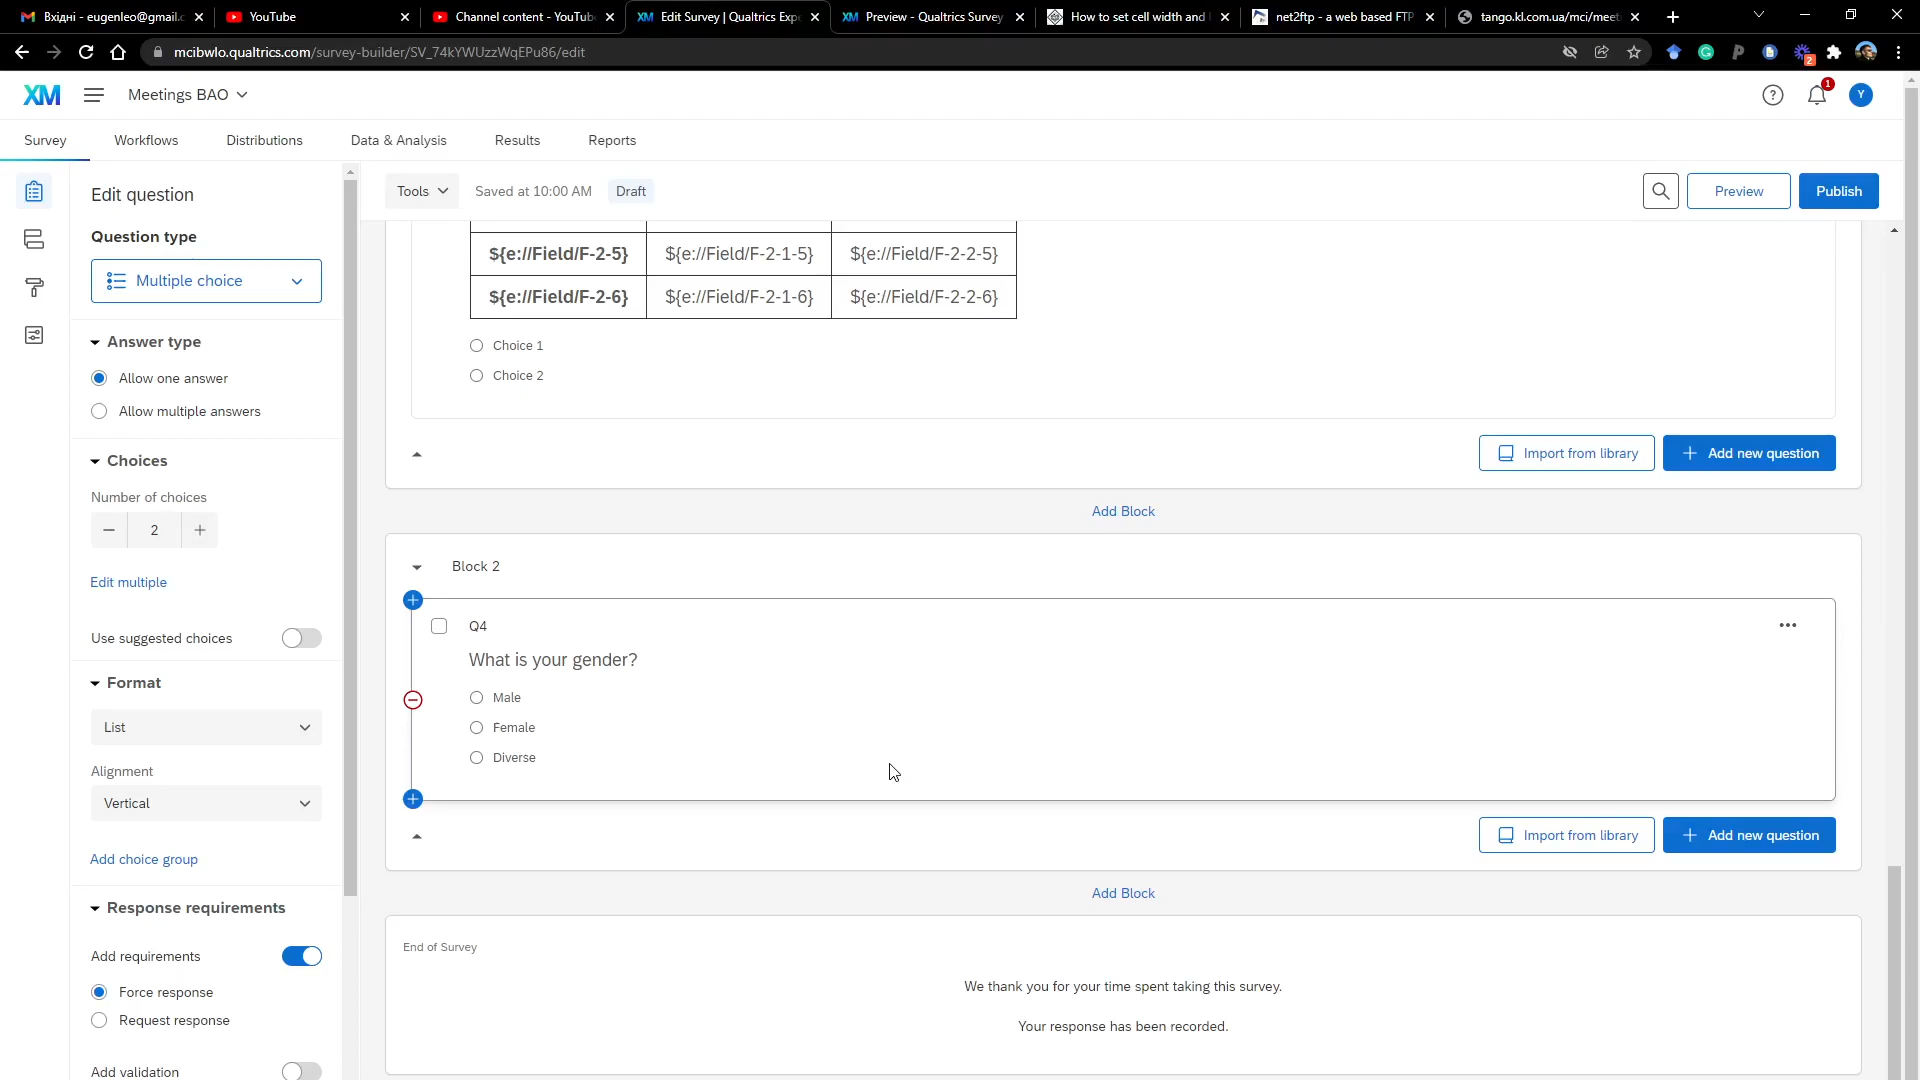 Вхідні - eugenleo@gmail.c
YouTube
Channel content - YouTub
XM Edit Survey | Qualtrics Exp
XM Preview - Qualtrics Survey
How to set cell width and
net2ftp - a web based FTP
tango.kl.com.ua/mci/meet
mcibwlo.qualtrics.com/survey-builder/SV_74kYWUzzWqEPu86/edit
2
XM
Meetings BAO
1
Y
Survey
Workflows
Distributions
Data & Analysis
Results
Reports
Edit question
Tools
Saved at 10:00 AM
Draft
Preview
Publish
Question type
Multiple choice
Answer type
Allow one answer
Allow multiple answers
Choices
Number of choices
2
Edit multiple
Use suggested choices
Format
List
Alignment
Vertical
Add choice group
Response requirements
Add requirements
Force response
Request response
Add validation
${e://Field/F-2-5} ${e://Field/F-2-1-5} ${e://Field/F-2-2-5}
${e://Field/F-2-6} ${e://Field/F-2-1-6} ${e://Field/F-2-2-6}
Choice 1
Choice 2
Import from library
Add new question
Add Block
Block 2
Q4
What is your gender?
Male
Female
Diverse
Import from library
Add new question
Add Block
End of Survey
We thank you for your time spent taking this survey.
Your response has been recorded.